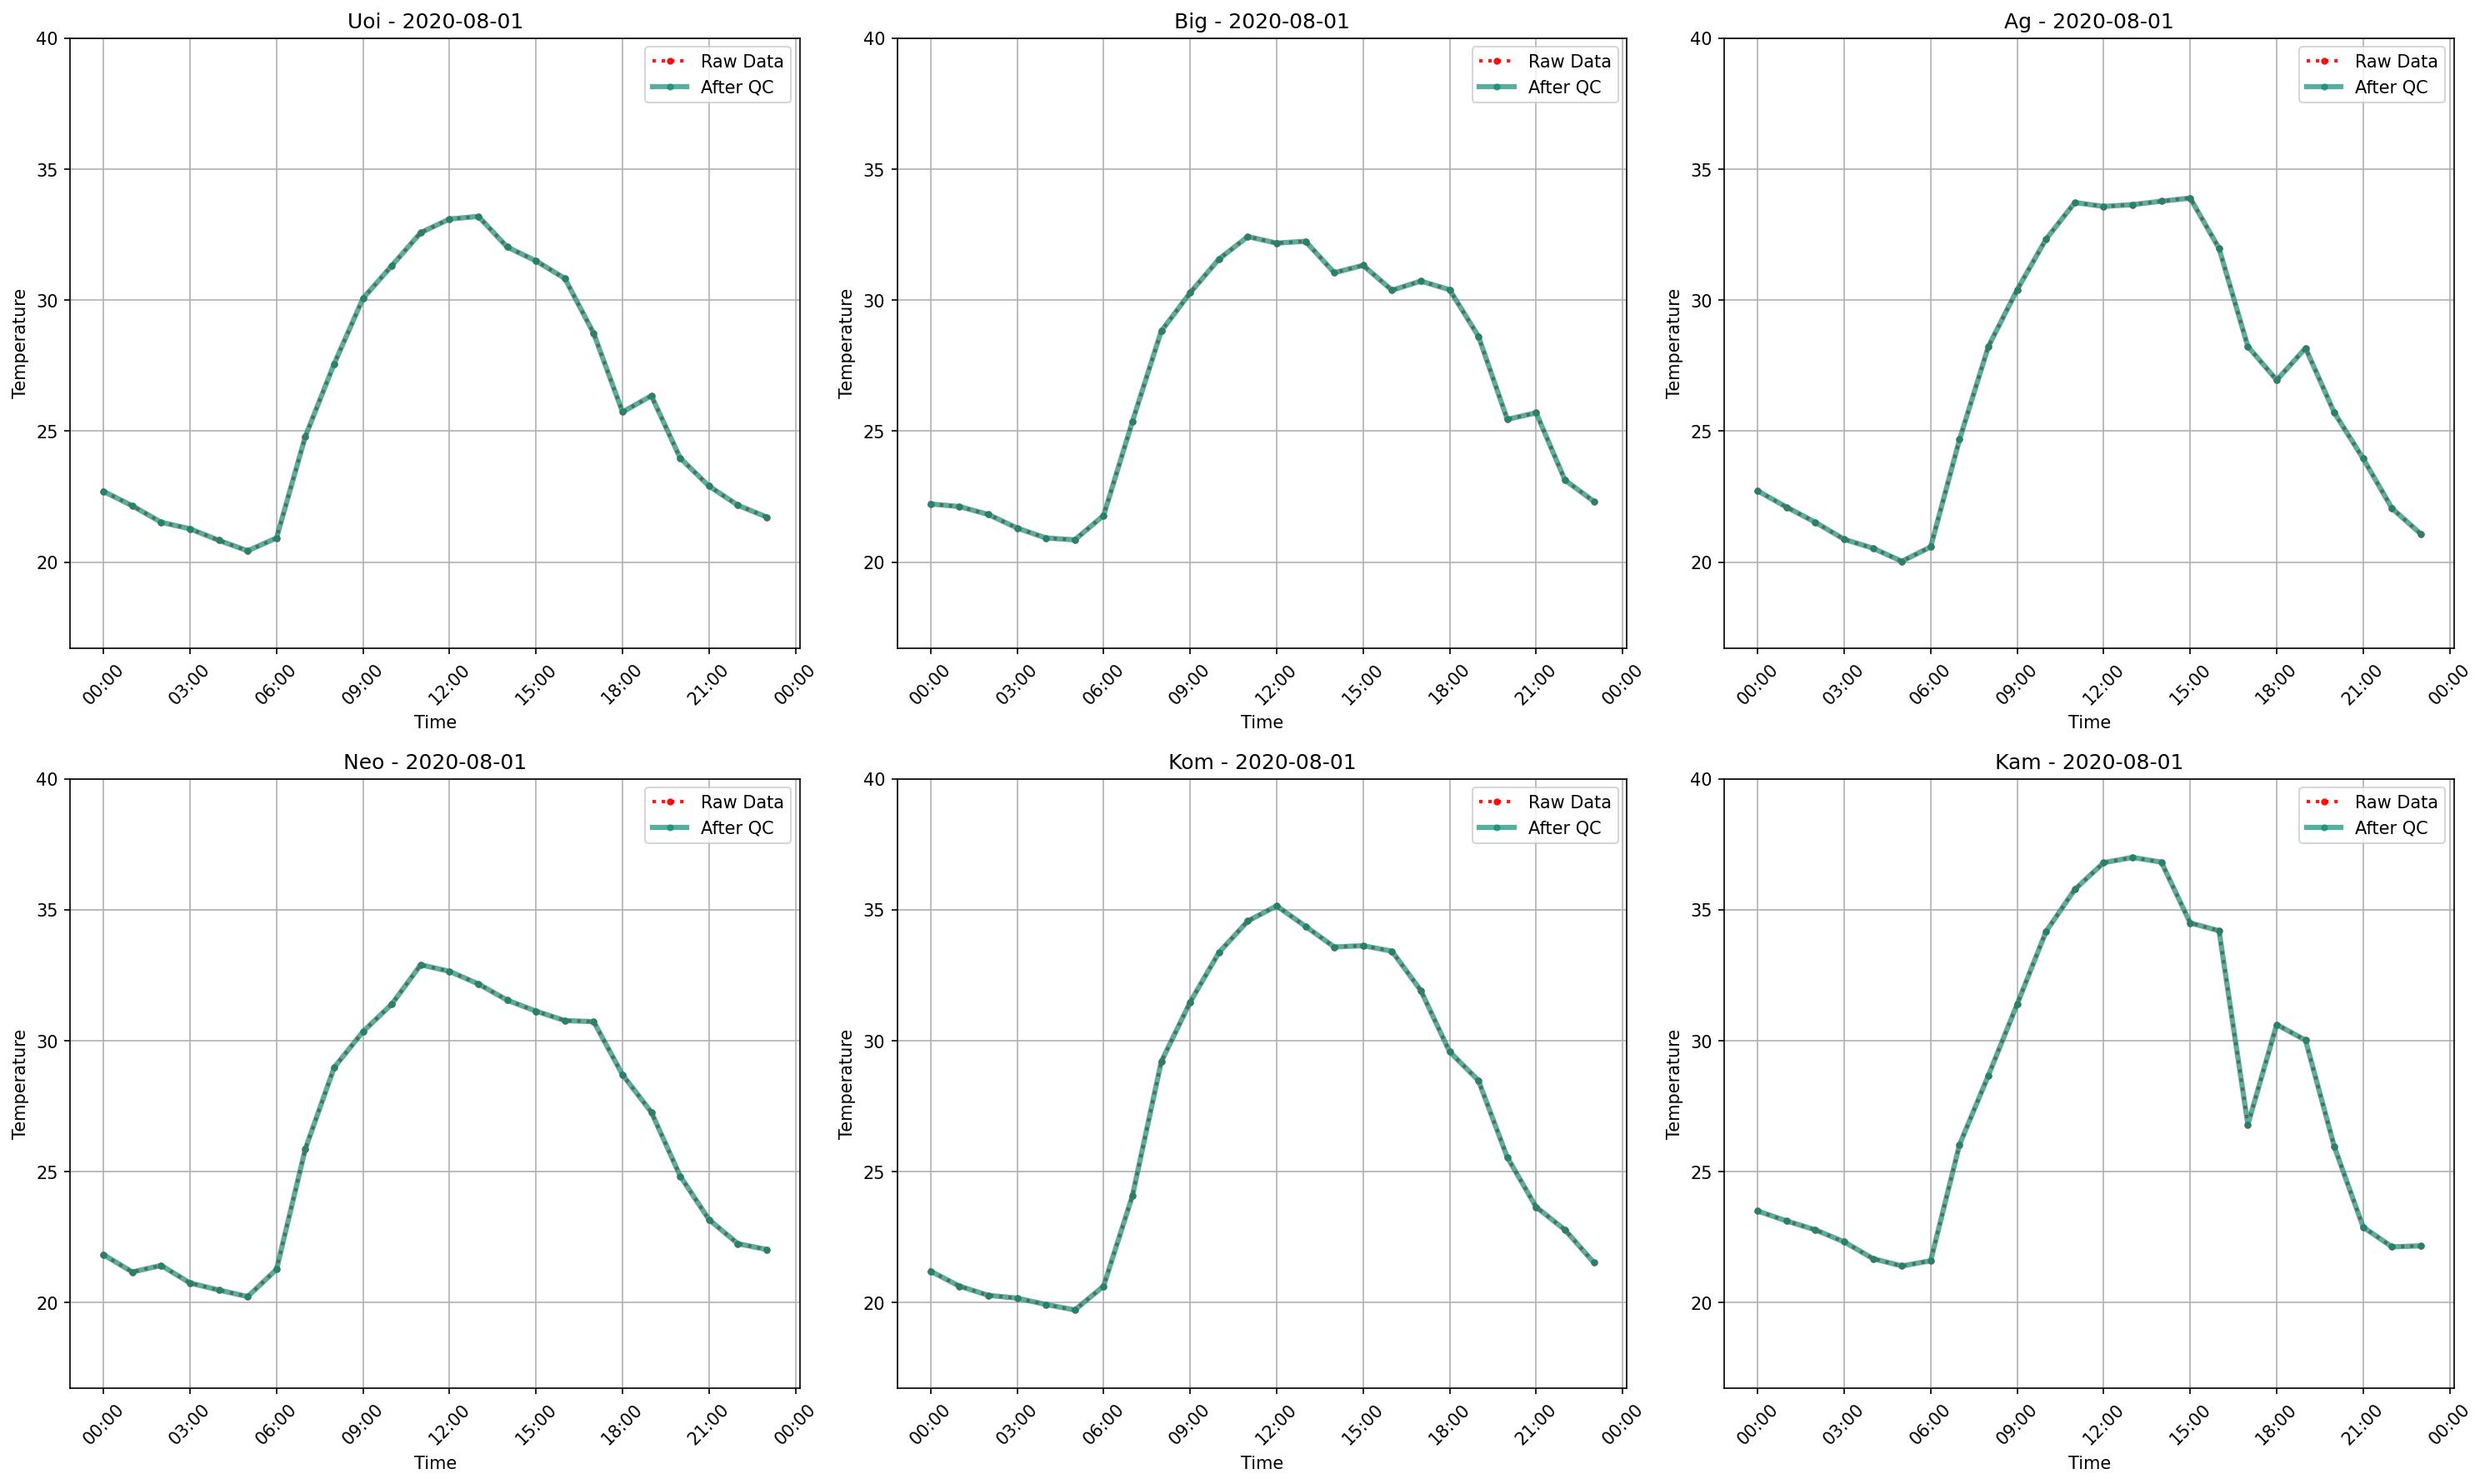 Uoi - 2020-08-01
40
35
30
25
20
Temperature
Raw Data
After QC
00:00
03:00
06:00
09:00
12:00
15:00
18:00
21:00
00:00
Time
Big - 2020-08-01
40
35
30
25
20
Temperature
Raw Data
After QC
00:00
03:00
06:00
09:00
12:00
15:00
18:00
21:00
00:00
Time
Ag - 2020-08-01
40
35
30
25
20
Temperature
Raw Data
After QC
00:00
03:00
06:00
09:00
12:00
15:00
18:00
21:00
00:00
Time
Neo - 2020-08-01
40
35
30
25
20
Temperature
Raw Data
After QC
00:00
03:00
06:00
09:00
12:00
15:00
18:00
21:00
00:00
Time
Kom - 2020-08-01
40
35
30
25
20
Temperature
Raw Data
After QC
00:00
03:00
06:00
09:00
12:00
15:00
18:00
21:00
00:00
Time
Kam - 2020-08-01
40
35
30
25
20
Temperature
Raw Data
After QC
00:00
03:00
06:00
09:00
12:00
15:00
18:00
21:00
00:00
Time